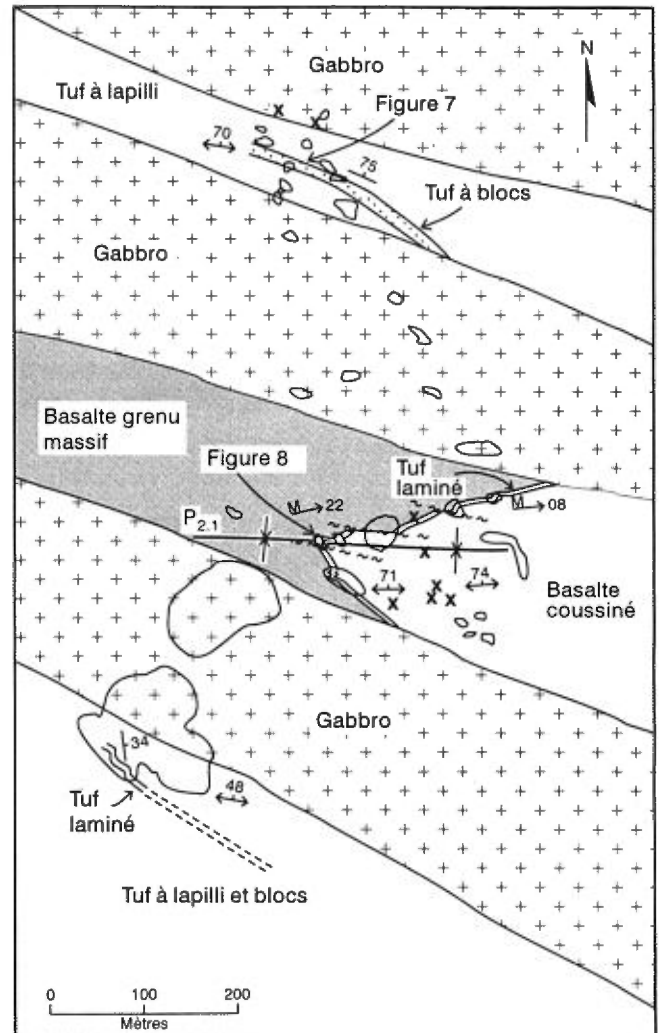 Gabbro
N
Tuf à lapilli
Figure 7
70
75
Tuf à blocs
Gabbro
Basalte grenu
massif
Figure 8
Tuf
laminé
M 22
M 08
P2.1
71
74
Basalte
coussiné
Gabbro
34
48
Tuf
laminé
Tuf à lapilli et blocs
0 100 200
Mètres